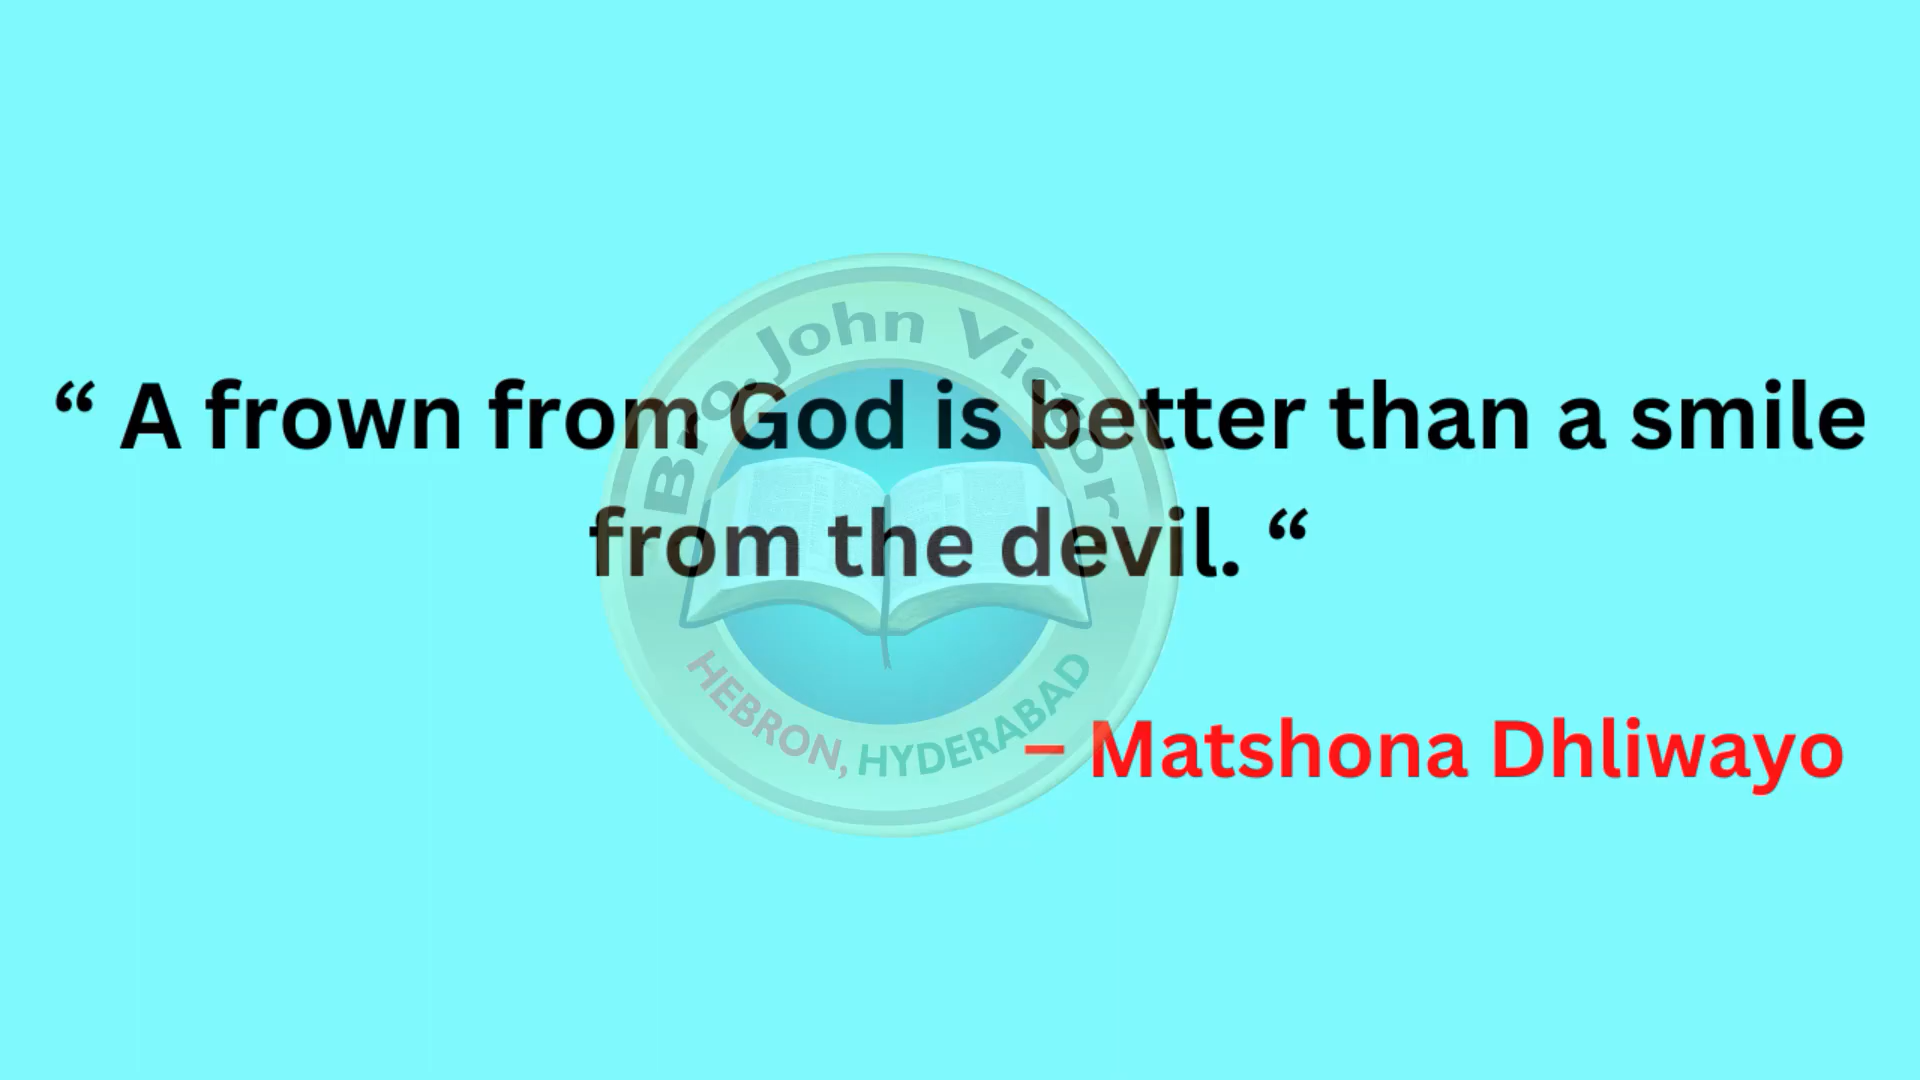 “ A frown from God is better than a smile
from the devil. “
– Matshona Dhliwayo
Bro. John Victor
HEBRON, HYDERABAD